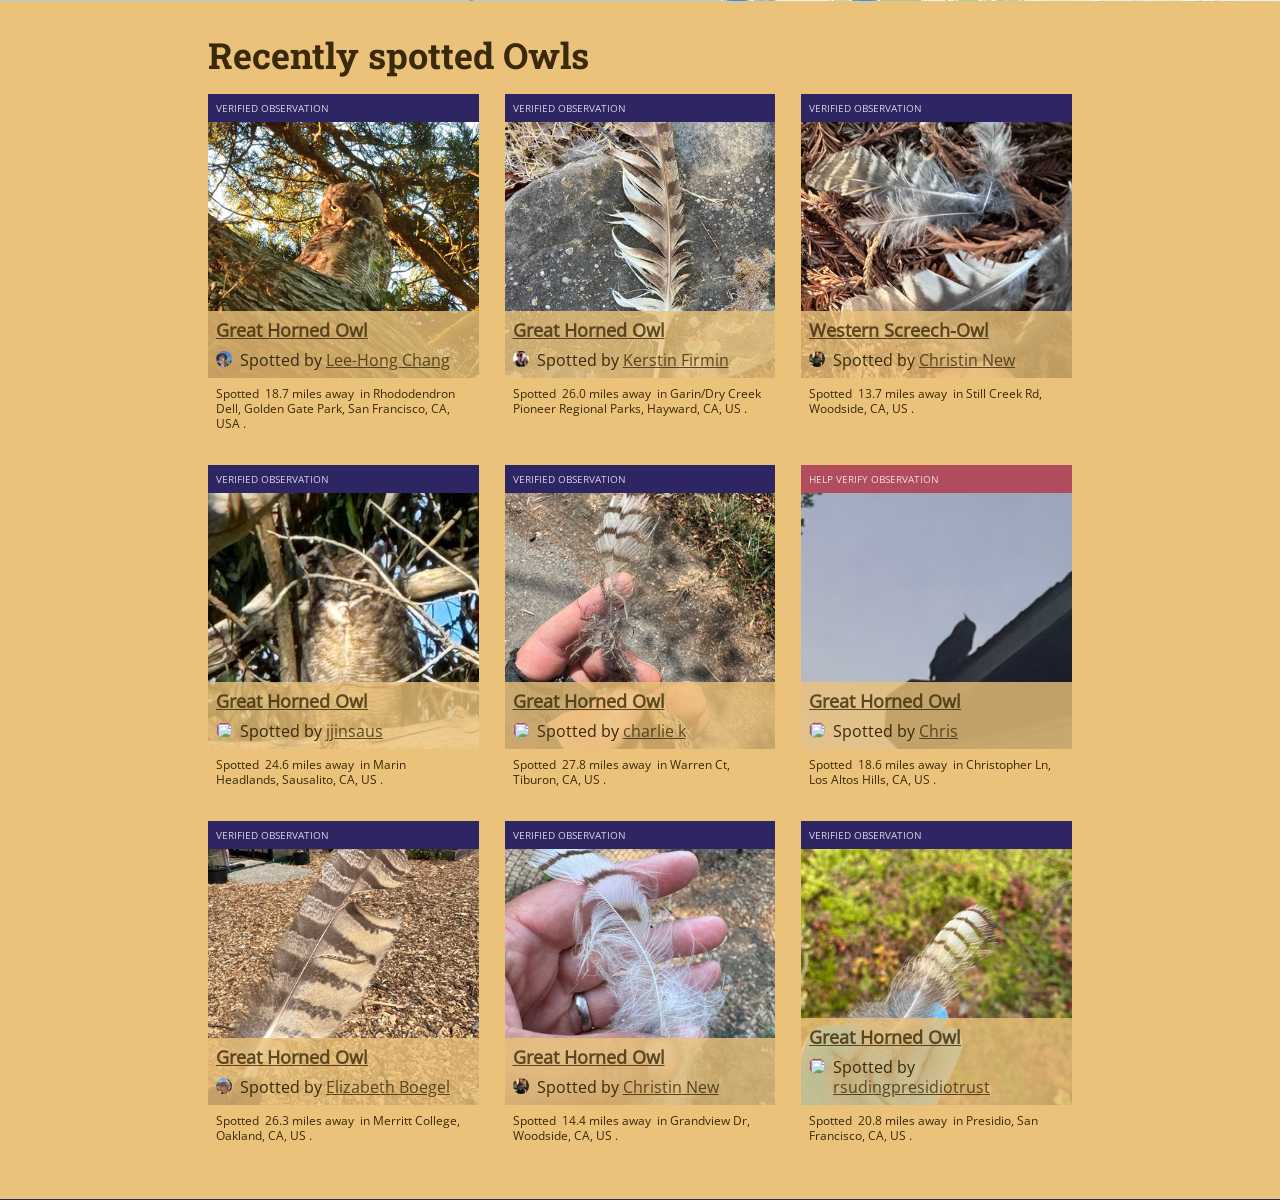 Recently spotted Owls
VERIFIED OBSERVATION
Great Horned Owl
Spotted by Lee-Hong Chang
Spotted 18.7 miles away in Rhododendron
Dell, Golden Gate Park, San Francisco, CA,
USA .
VERIFIED OBSERVATION
Great Horned Owl
Spotted by Kerstin Firmin
Spotted 26.0 miles away in Garin/Dry Creek
Pioneer Regional Parks, Hayward, CA, US .
VERIFIED OBSERVATION
Western Screech-Owl
Spotted by Christin New
Spotted 13.7 miles away in Still Creek Rd,
Woodside, CA, US .
VERIFIED OBSERVATION
Great Horned Owl
Spotted by jjinsaus
Spotted 24.6 miles away in Marin
Headlands, Sausalito, CA, US .
VERIFIED OBSERVATION
Great Horned Owl
Spotted by charlie k
Spotted 27.8 miles away in Warren Ct,
Tiburon, CA, US .
HELP VERIFY OBSERVATION
Great Horned Owl
Spotted by Chris
Spotted 18.6 miles away in Christopher Ln,
Los Altos Hills, CA, US .
VERIFIED OBSERVATION
Great Horned Owl
Spotted by Elizabeth Boegel
Spotted 26.3 miles away in Merritt College,
Oakland, CA, US .
VERIFIED OBSERVATION
Great Horned Owl
Spotted by Christin New
Spotted 14.4 miles away in Grandview Dr,
Woodside, CA, US .
VERIFIED OBSERVATION
Great Horned Owl
Spotted by
rsudingpresidiotrust
Spotted 20.8 miles away in Presidio, San
Francisco, CA, US .